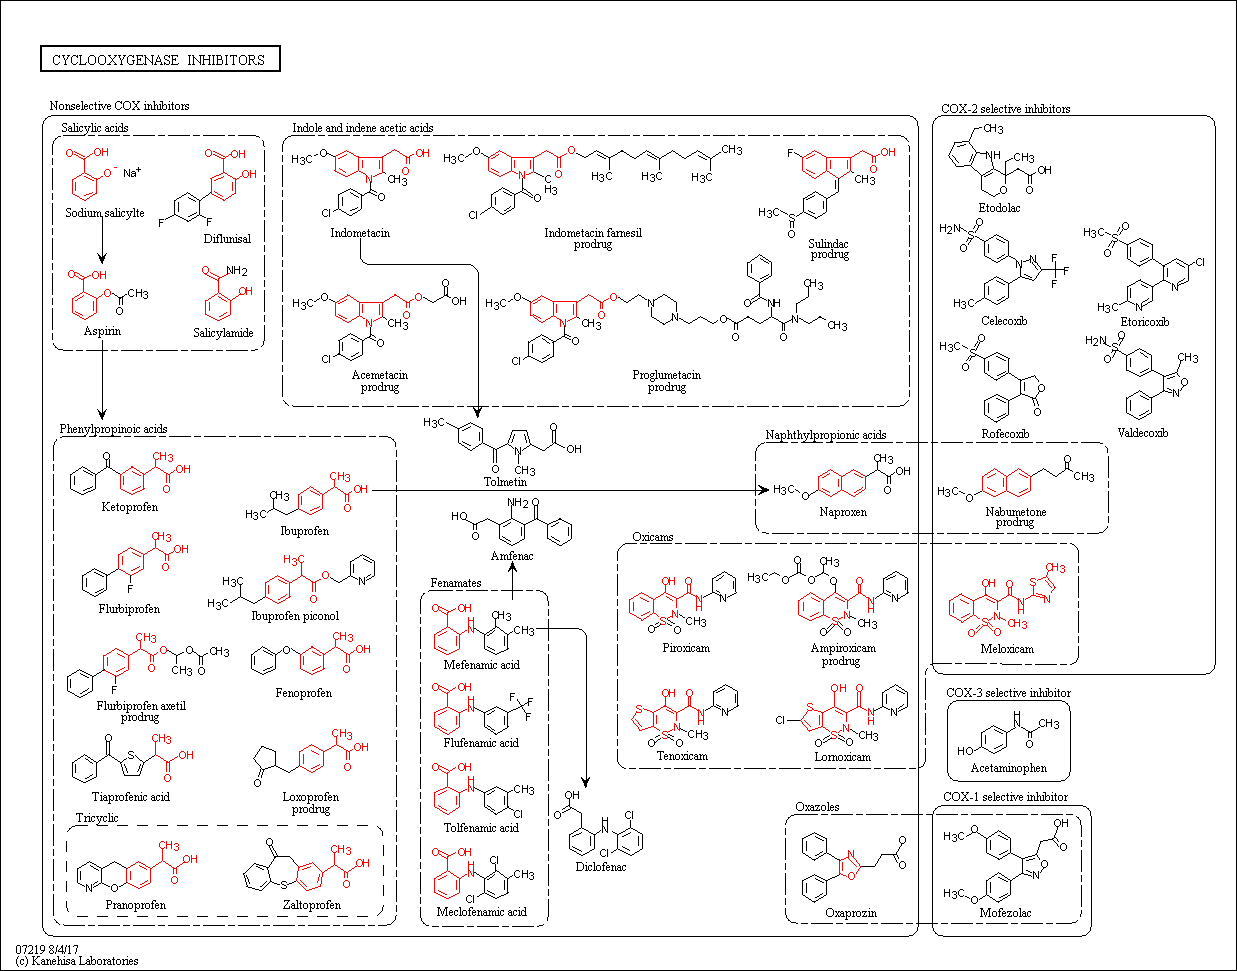 CYCLOOXYGENASE INHIBITORS
Nonselective COX inhibitors
COX-2 selective inhibitors
Salicylic acids
Indole and indene acetic acids
Sodium salicylte
Diflunisal
Aspirin
Salicylamide
Indometacin
Indometacin farnesil
prodrug
Sulindac
prodrug
Acemetacin
prodrug
Proglumetacin
prodrug
Etodolac
Celecoxib
Etoricoxib
Rofecoxib
Valdecoxib
Phenylpropinoic acids
Ketoprofen
Ibuprofen
Flurbiprofen
Ibuprofen piconol
Flurbiprofen axetil
prodrug
Fenoprofen
Tiaprofenic acid
Loxoprofen
prodrug
Tricyclic
Pranoprofen
Zaltoprofen
Tolmetin
Amfenac
Fenamates
Mefenamic acid
Flufenamic acid
Tolfenamic acid
Meclofenamic acid
Diclofenac
Naphthylpropionic acids
Naproxen
Nabumetone
prodrug
Oxicams
Piroxicam
Ampiroxicam
prodrug
Meloxicam
Tenoxicam
Lornoxicam
COX-3 selective inhibitor
Acetaminophen
COX-1 selective inhibitor
Oxazoles
Oxaprozin
Mofezolac
07219 8/4/17
(c) Kanehisa Laboratories